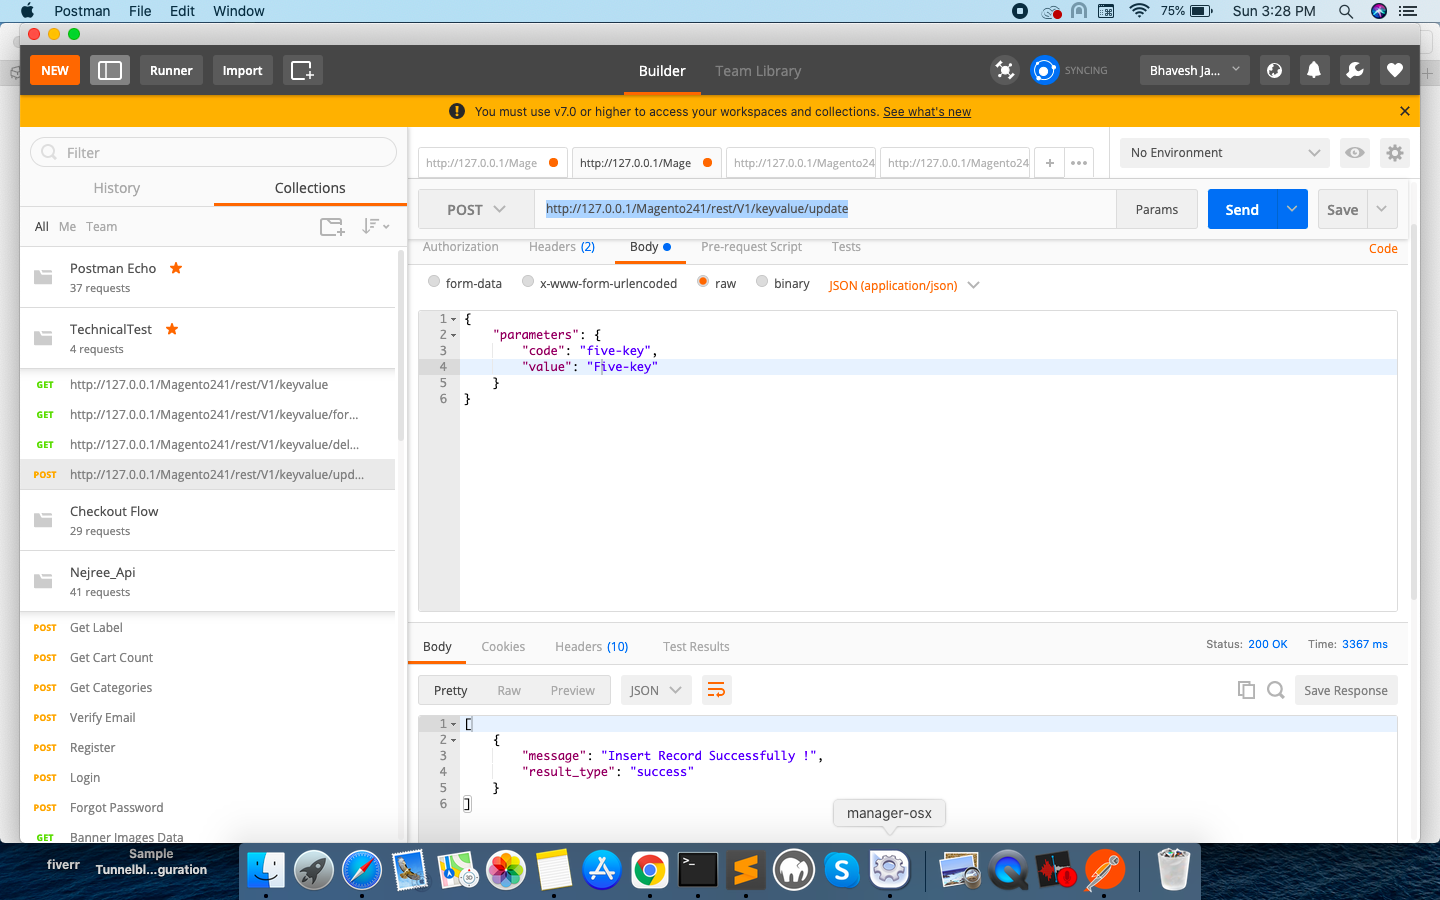 Postman File Edit Window 75% Sun 3:28 PM
NEW Runner Import Builder Team Library SYNCING Bhavesh Ja...
You must use v7.0 or higher to access your workspaces and collections. See what's new
Filter
History Collections
All Me Team
Postman Echo
37 requests
TechnicalTest
4 requests
GET http://127.0.0.1/Magento241/rest/V1/keyvalue
GET http://127.0.0.1/Magento241/rest/V1/keyvalue/for...
GET http://127.0.0.1/Magento241/rest/V1/keyvalue/del...
POST http://127.0.0.1/Magento241/rest/V1/keyvalue/upd...
Checkout Flow
29 requests
Nejree_Api
41 requests
POST Get Label
POST Get Cart Count
POST Get Categories
POST Verify Email
POST Register
POST Login
POST Forgot Password
GET Banner Images Data
http://127.0.0.1/Mage http://127.0.0.1/Mage http://127.0.0.1/Magento24 http://127.0.0.1/Magento24 + ••• No Environment
POST http://127.0.0.1/Magento241/rest/V1/keyvalue/update Params Send Save
Authorization Headers (2) Body Pre-request Script Tests Code
form-data x-www-form-urlencoded raw binary JSON (application/json)
1 {
2 "parameters": {
3 "code": "five-key",
4 "value": "Five-key"
5 }
6 }
Body Cookies Headers (10) Test Results Status: 200 OK Time: 3367 ms
Pretty Raw Preview JSON Save Response
1 [
2 {
3 "message": "Insert Record Successfully !",
4 "result_type": "success"
5 }
6 ]
manager-osx
fiverr
Sample
Tunnelbl...guration